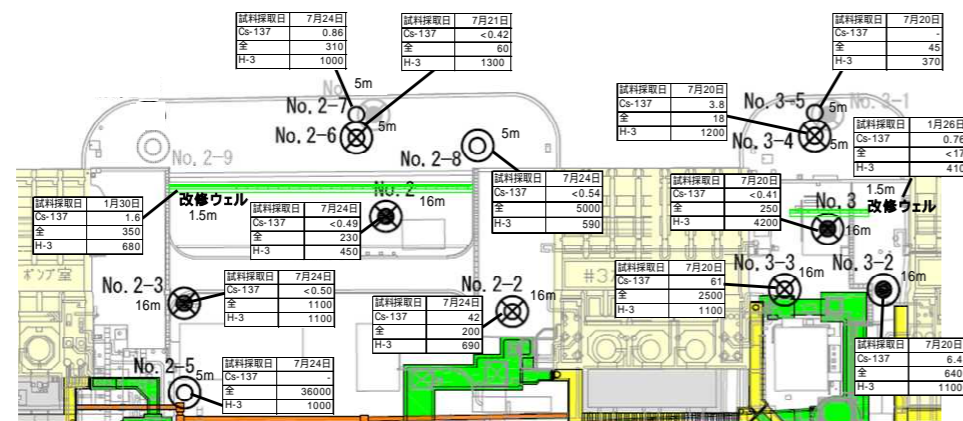 試料採取日 7月24日
Cs-137 0.86
全 310
H-3 1000
試料採取日 7月21日
Cs-137 <0.42
全 60
H-3 1300
試料採取日 7月20日
Cs-137 -
全 45
H-3 370
試料採取日 7月20日
Cs-137 3.8
全 18
H-3 1200
試料採取日 1月26日
Cs-137 0.76
全 <17
H-3 410
No.
5m
No. 2-7
No. 2-6
5m
No. 2-8
5m
No. 2-9
No. 3-5
5m
No. 3-1
No. 3-4
5m
試料採取日 1月30日
Cs-137 1.6
全 350
H-3 680
改修ウェル
1.5m
No. 2
16m
試料採取日 7月24日
Cs-137 <0.49
全 230
H-3 450
試料採取日 7月24日
Cs-137 <0.54
全 5000
H-3 590
試料採取日 7月20日
Cs-137 <0.41
全 250
H-3 4200
1.5m
改修ウェル
No. 3
16m
ポンプ室
No. 2-3
16m
試料採取日 7月24日
Cs-137 <0.50
全 1100
H-3 1100
試料採取日 7月24日
Cs-137 42
全 200
H-3 690
No. 2-2
16m
#3
試料採取日 7月20日
Cs-137 61
全 2500
H-3 1100
No. 3-3
16m
No. 3-2
16m
No. 2-5
5m
試料採取日 7月24日
Cs-137 -
全 36000
H-3 1000
試料採取日 7月20日
Cs-137 6.4
全 640
H-3 1100